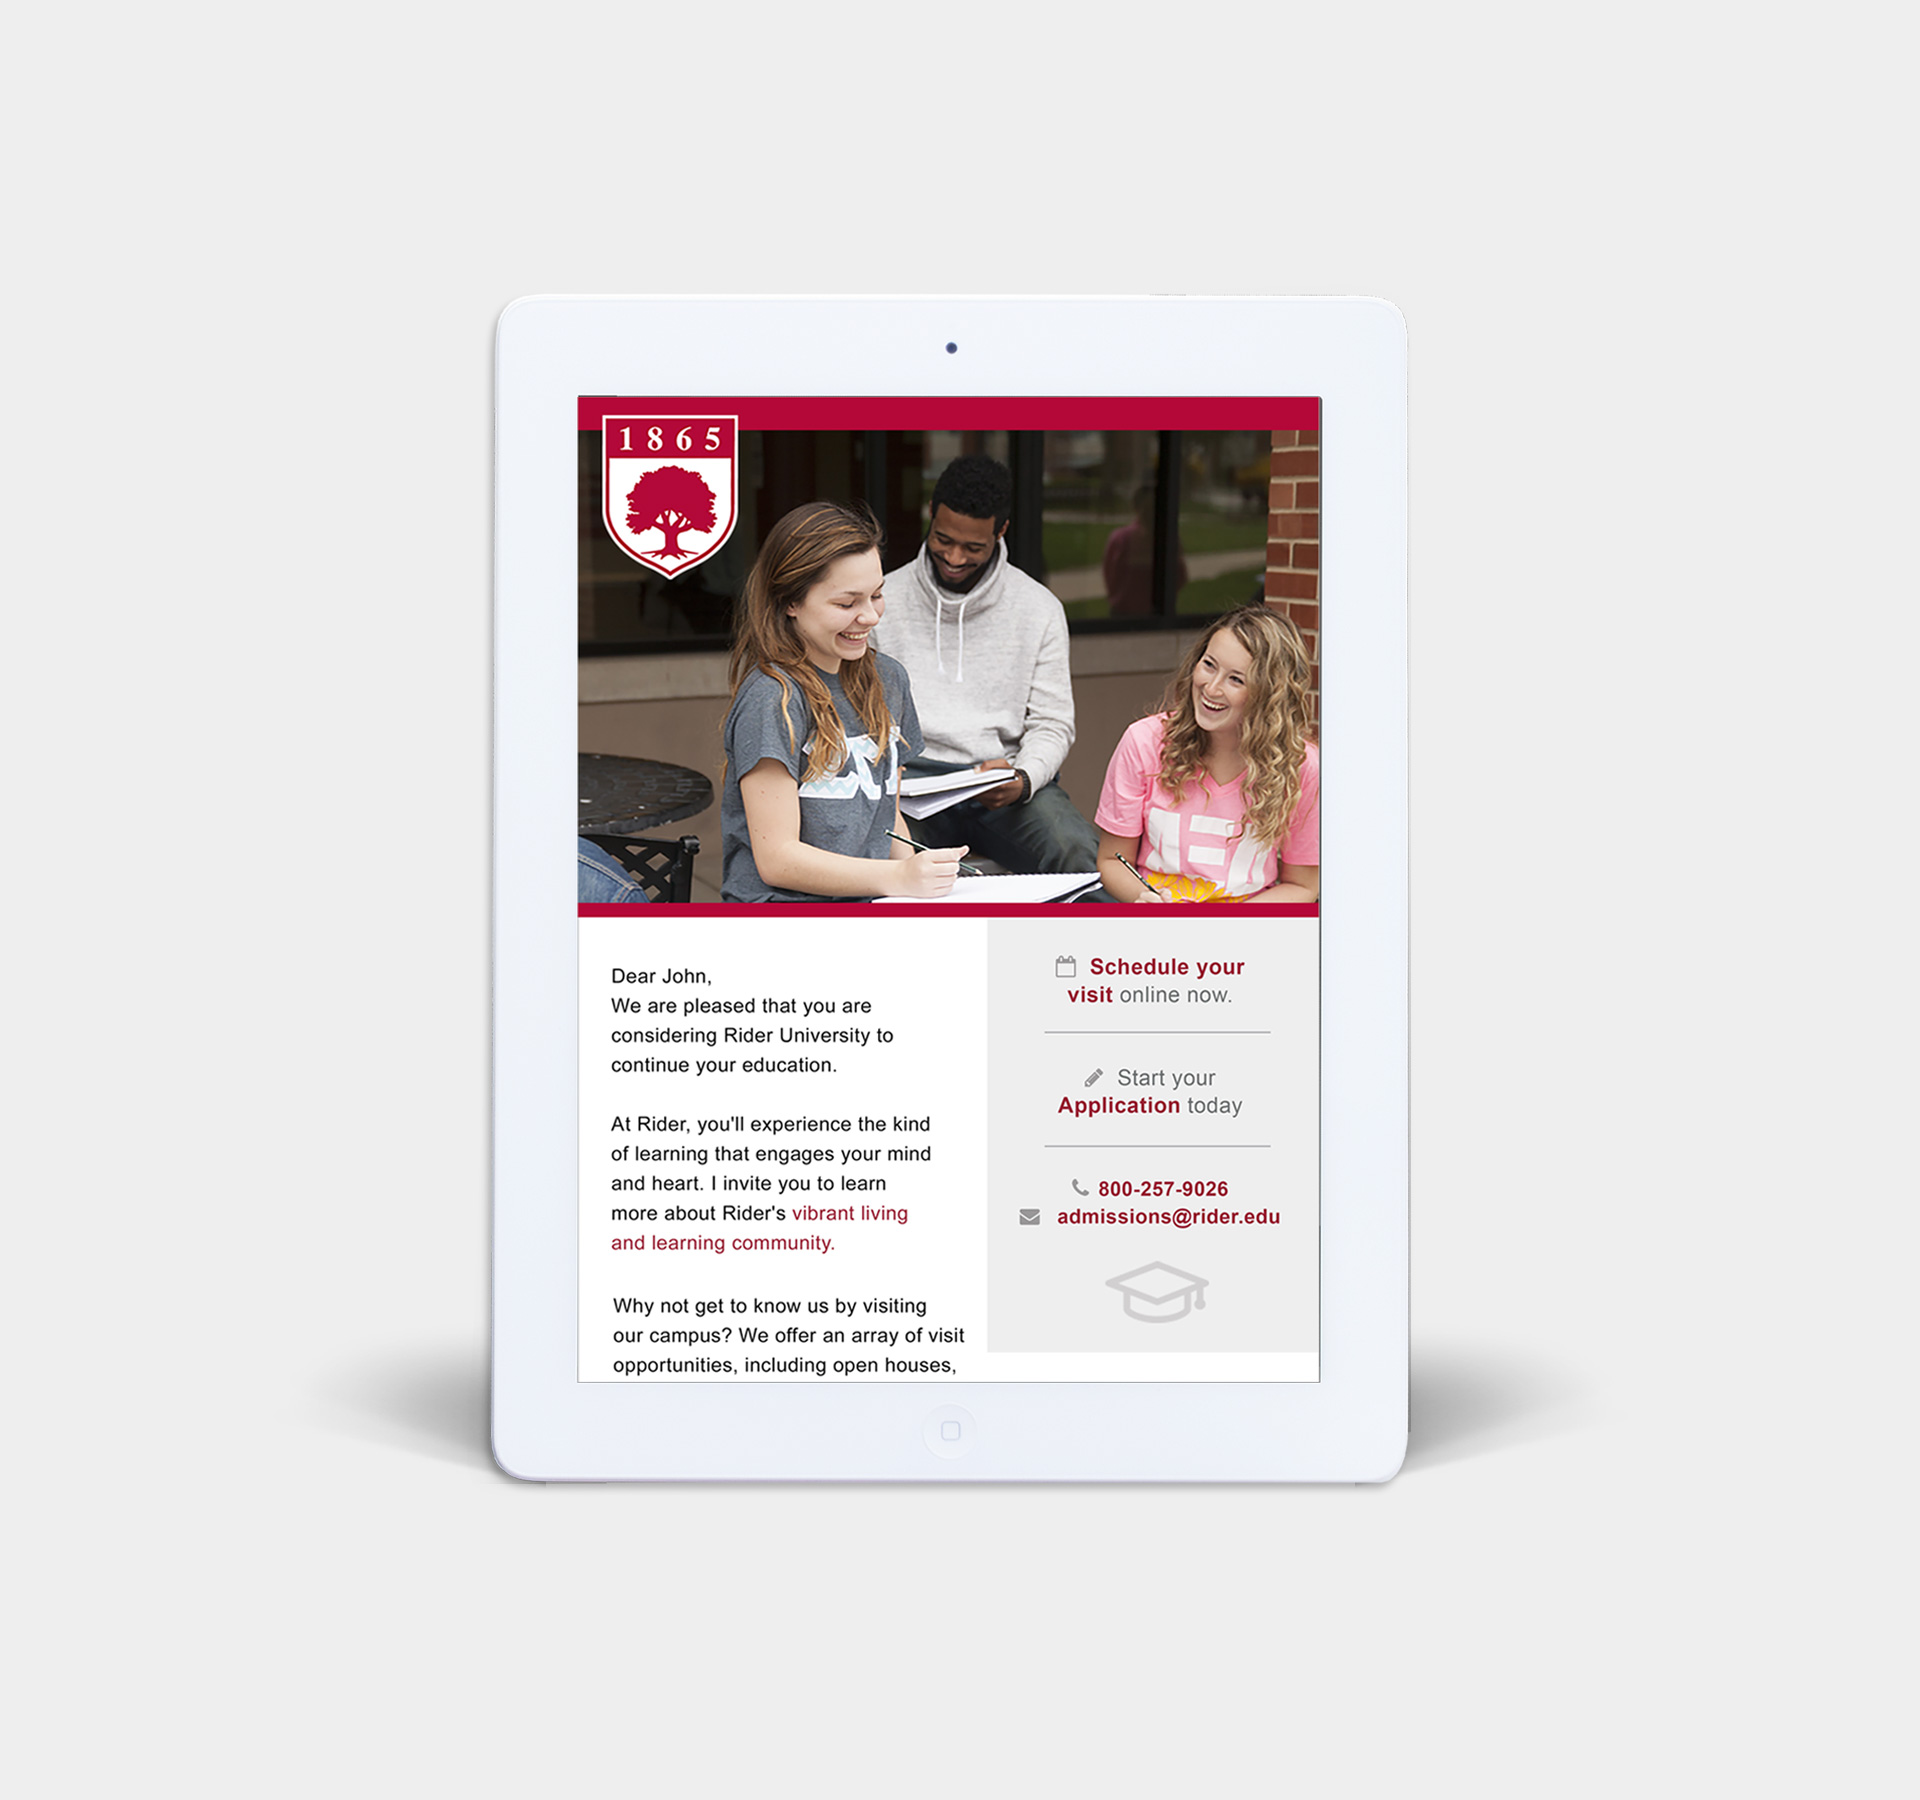 1865
Dear John,
We are pleased that you are
considering Rider University to
continue your education.
At Rider, you'll experience the kind
of learning that engages your mind
and heart. I invite you to learn
more about Rider's vibrant living
and learning community.
Why not get to know us by visiting
our campus? We offer an array of visit
opportunities, including open houses,
Schedule your
visit online now.
Start your
Application today
800-257-9026
admissions@rider.edu